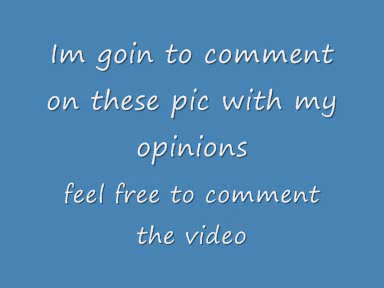 Im goin to comment
on these pic with my
opinions
feel free to comment
the video